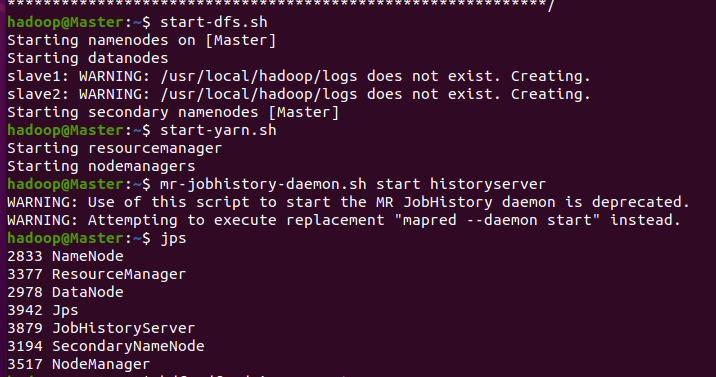 ************************************************************/
hadoop@Master:~$ start-dfs.sh
Starting namenodes on [Master]
Starting datanodes
slave1: WARNING: /usr/local/hadoop/logs does not exist. Creating.
slave2: WARNING: /usr/local/hadoop/logs does not exist. Creating.
Starting secondary namenodes [Master]
hadoop@Master:~$ start-yarn.sh
Starting resourcemanager
Starting nodemanagers
hadoop@Master:~$ mr-jobhistory-daemon.sh start historyserver
WARNING: Use of this script to start the MR JobHistory daemon is deprecated.
WARNING: Attempting to execute replacement "mapred --daemon start" instead.
hadoop@Master:~$ jps
2833 NameNode
3377 ResourceManager
2978 DataNode
3942 Jps
3879 JobHistoryServer
3194 SecondaryNameNode
3517 NodeManager